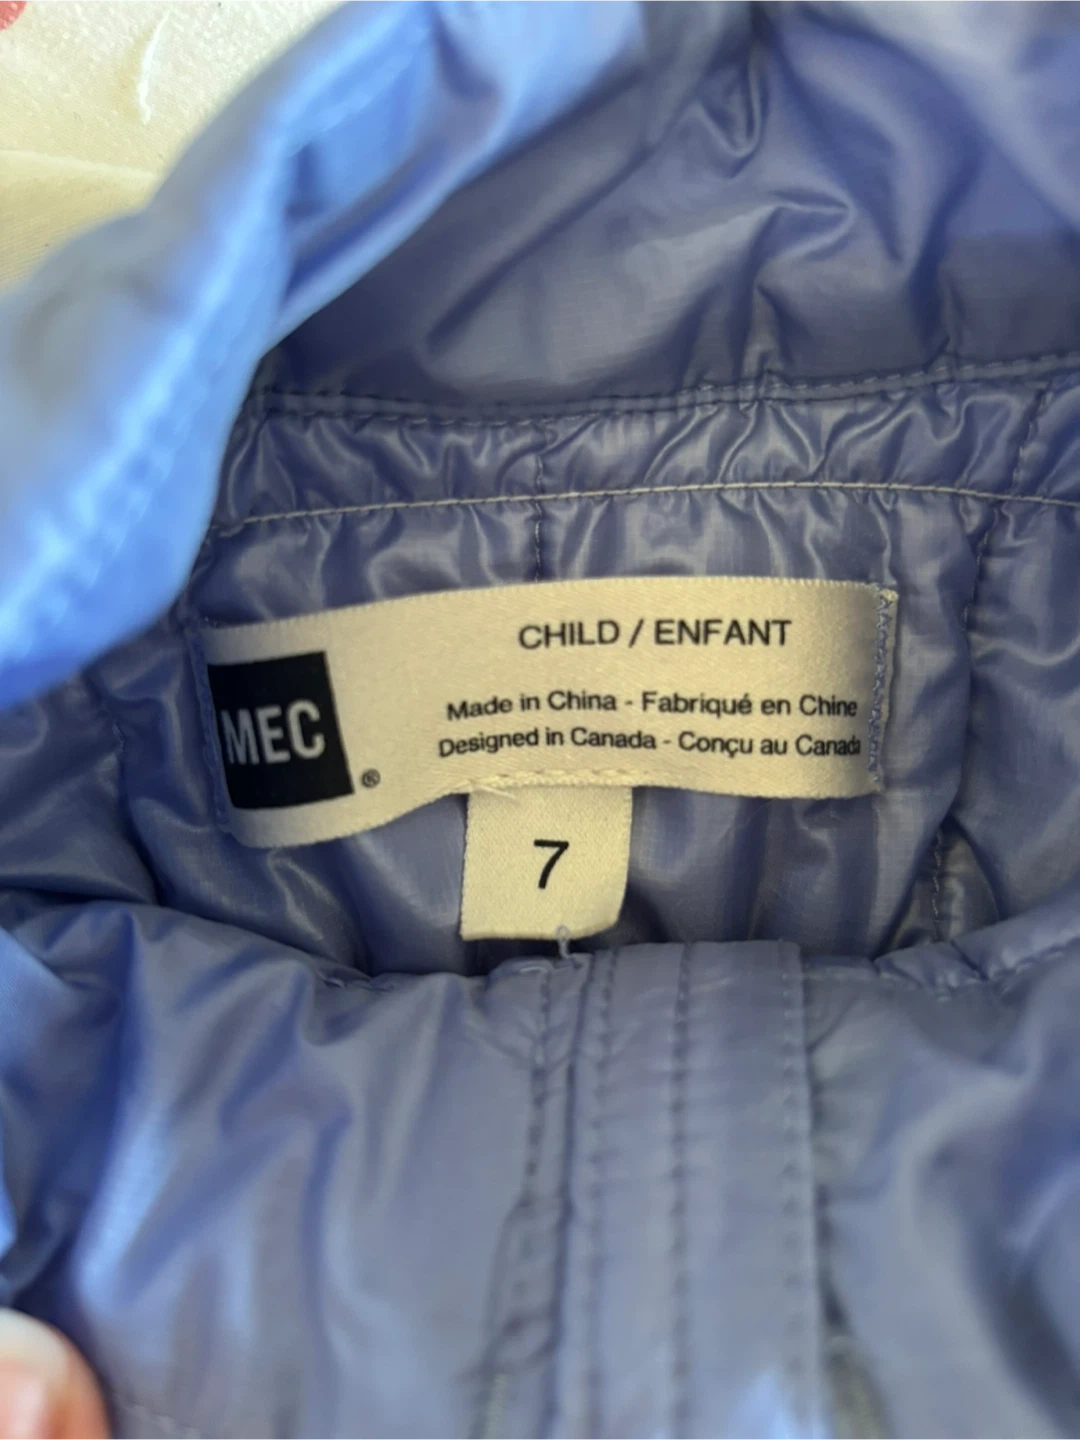 CHILD / ENFANT
Made in China - Fabriqué en Chine
Designed in Canada - Conçu au Canada
MEC ®
7